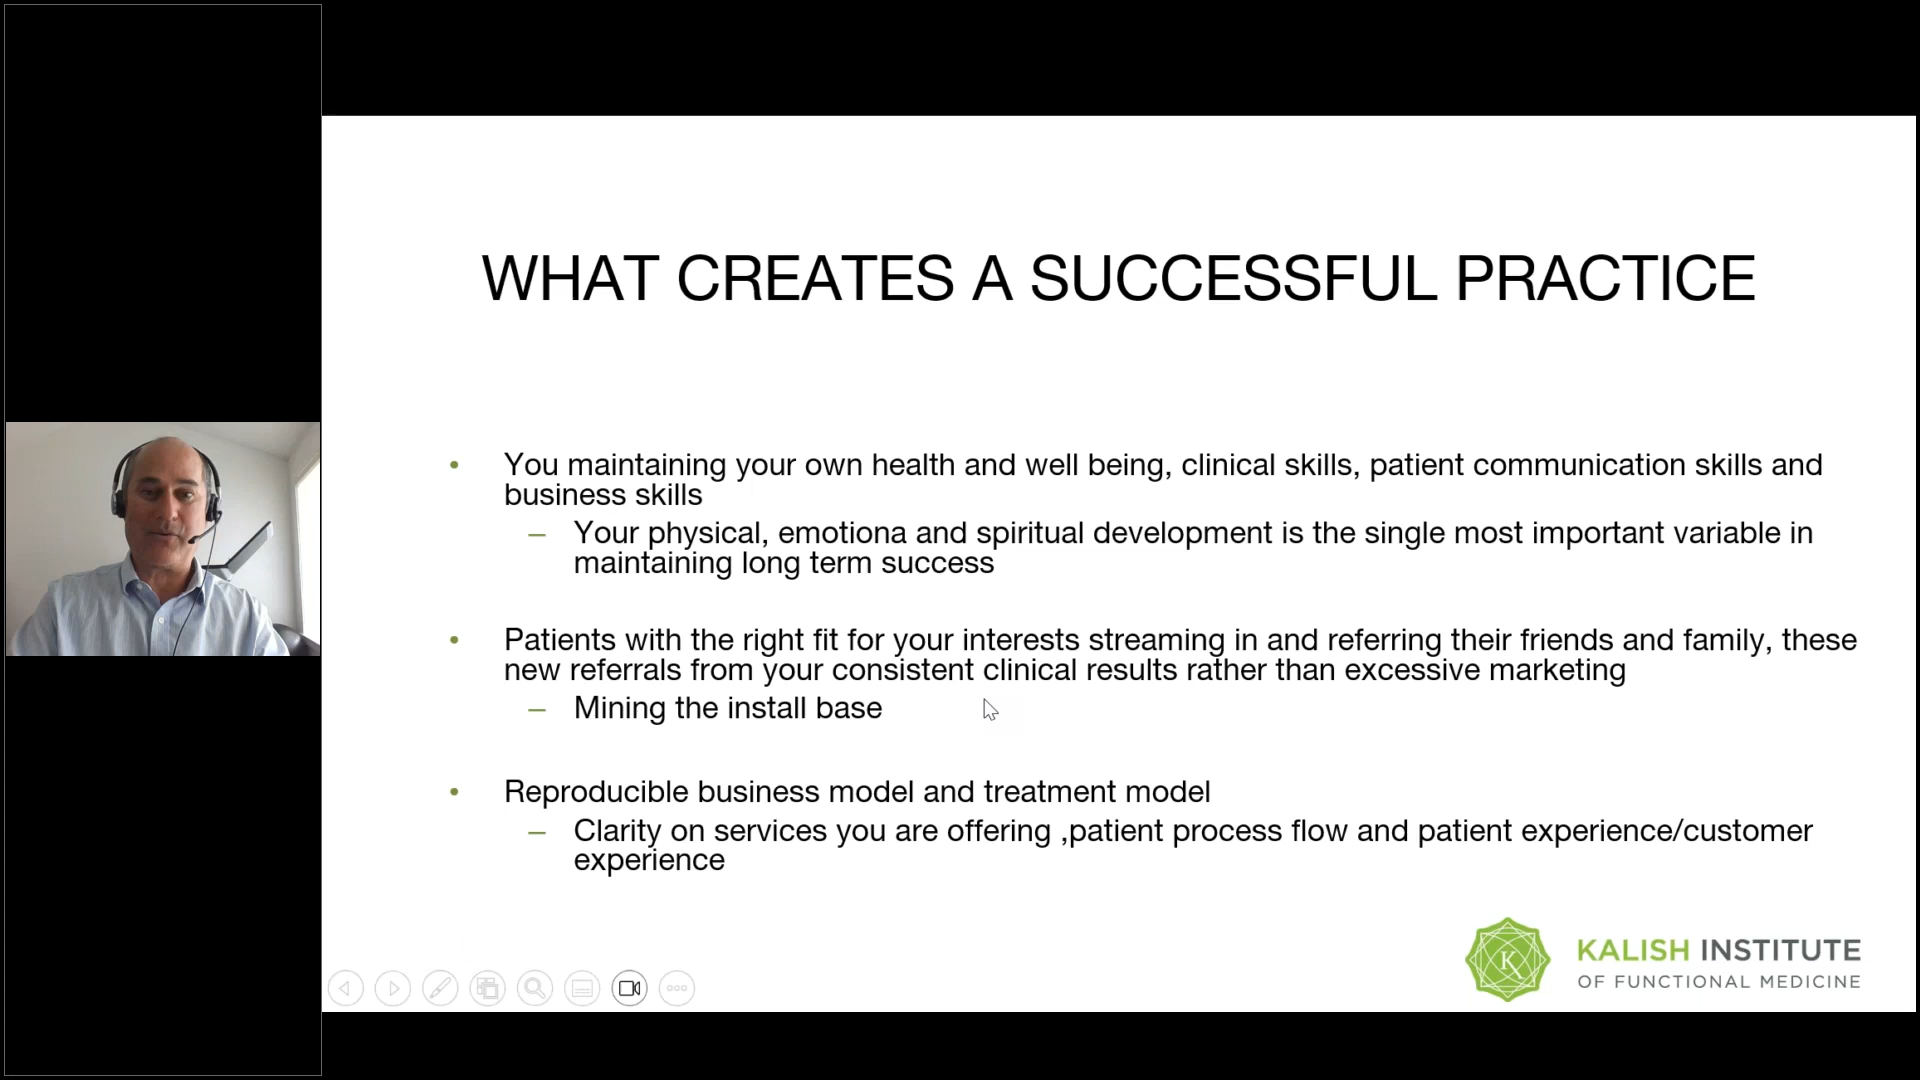 WHAT CREATES A SUCCESSFUL PRACTICE
• You maintaining your own health and well being, clinical skills, patient communication skills and
business skills
– Your physical, emotiona and spiritual development is the single most important variable in
maintaining long term success
• Patients with the right fit for your interests streaming in and referring their friends and family, these
new referrals from your consistent clinical results rather than excessive marketing
– Mining the install base
• Reproducible business model and treatment model
– Clarity on services you are offering ,patient process flow and patient experience/customer
experience
K
KALISH INSTITUTE
OF FUNCTIONAL MEDICINE